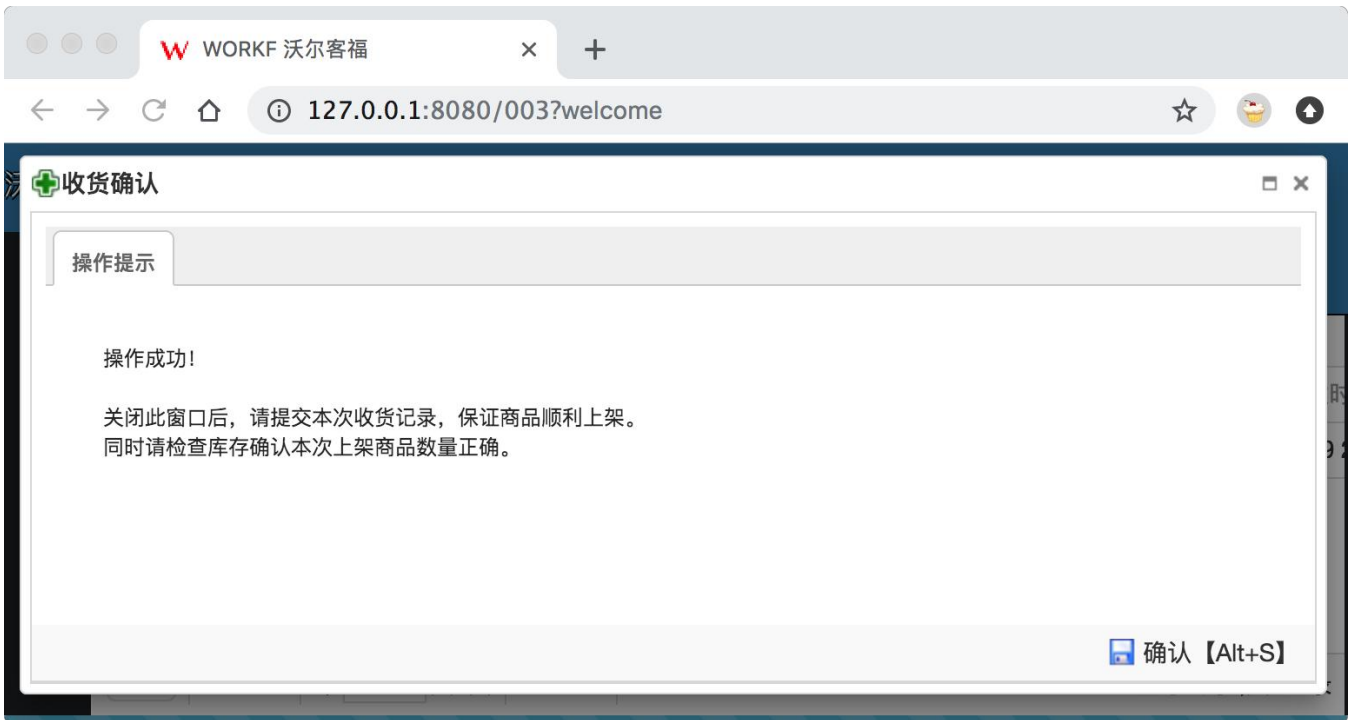 WORKF 沃尔客福
127.0.0.1:8080/003?welcome
收货确认
操作提示
操作成功!
关闭此窗口后，请提交本次收货记录，保证商品顺利上架。
同时请检查库存确认本次上架商品数量正确。
确认【Alt+S】